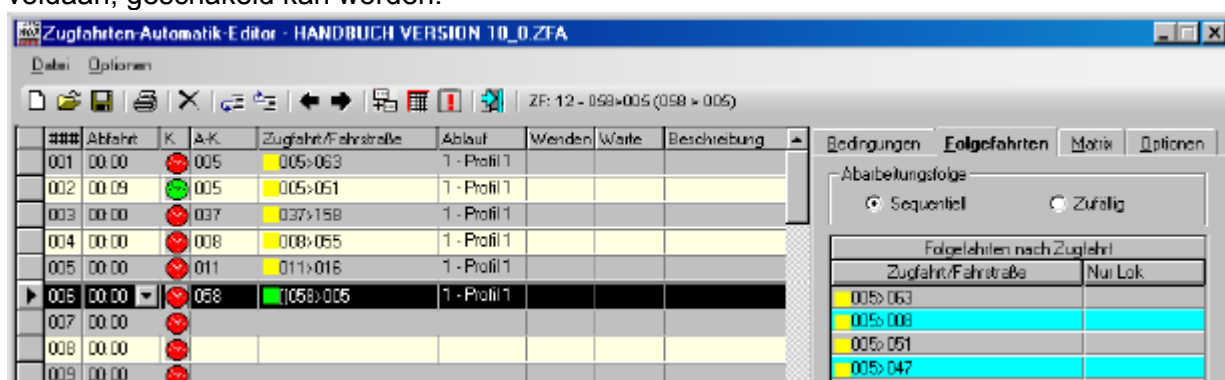 voldaan, geschakeld kan worden.
Zugfahrten-Automatik-Editor - HANDBUCH VERSION 10_0.ZFA
Datei Optionen
ZF: 12 - 058>005 (058 > 005)
### Abfahrt K. A-K. Zugfahrt/Fahrstraße Ablauf Wenden Warte Beschreibung
001 00:00 005 005>063 1 - Profil 1
002 00:09 005 005>051 1 - Profil 1
003 00:00 037 037>158 1 - Profil 1
004 00:00 008 008>055 1 - Profil 1
005 00:00 011 011>016 1 - Profil 1
006 00:00 058 []058>005 1 - Profil 1
007 00:00
008 00:00
009 00:00
Bedingungen Folgefahrten Matrix Optionen
Abarbeitungsfolge
Sequentiell Zufällig
Folgefahrten nach Zugfahrt
Zugfahrt/Fahrstraße Nur Lok
005>063
005>008
005>051
005>047